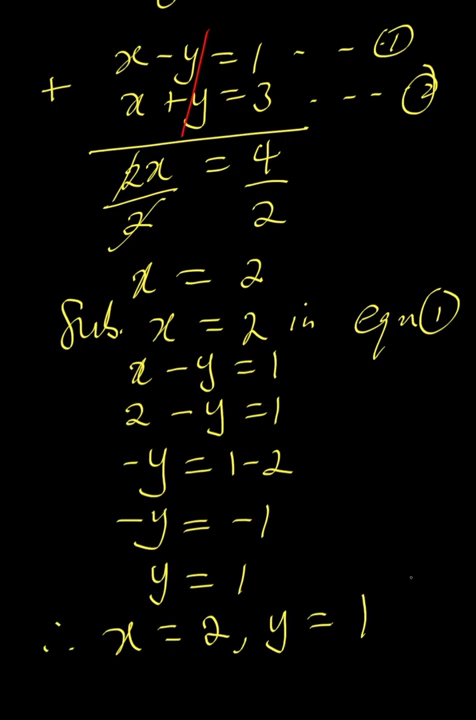 x - y = 1 - - ①
+ x + y = 3 . - - - ②
2x/2 = 4/2
x = 2
Sub. x = 2 in eqn ①
x - y = 1
2 - y = 1
-y = 1 - 2
-y = -1
y = 1
∴ x = 2, y = 1